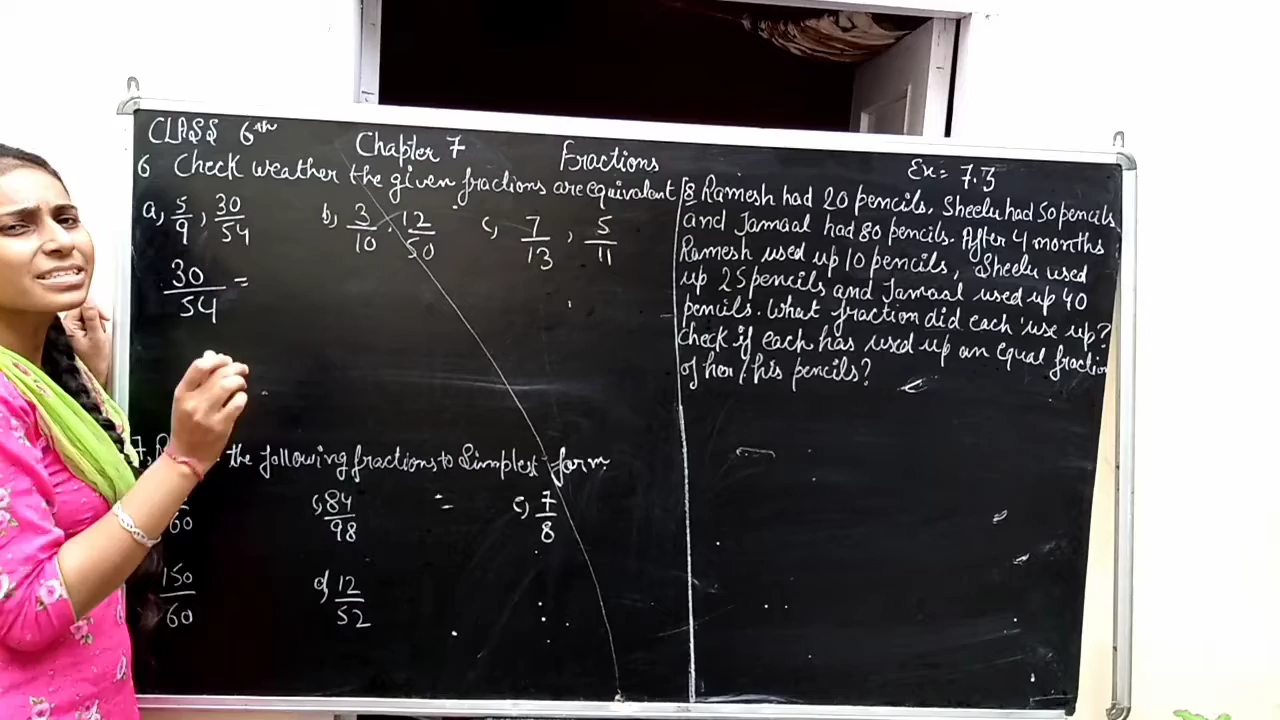 CLASS 6th
Chapter 7
Fractions
Ex= 7.3
6 Check weather the given fractions are equivalent
a, 5/9 , 30/54
b, 3/10 , 12/50
c, 7/13 , 5/11
30/54 =
7, the following fractions to Simplest form
60
c, 84/98 =
e, 7/8
150/60
d, 12/52
8 Ramesh had 20 pencils, Sheelu had 50 pencils
and Jamaal had 80 pencils. After 4 months
Ramesh used up 10 pencils, Sheelu used
up 25 pencils and Jamaal used up 40
pencils. What fraction did each use up?
Check if each has used up an equal fraction
of her / his pencils?